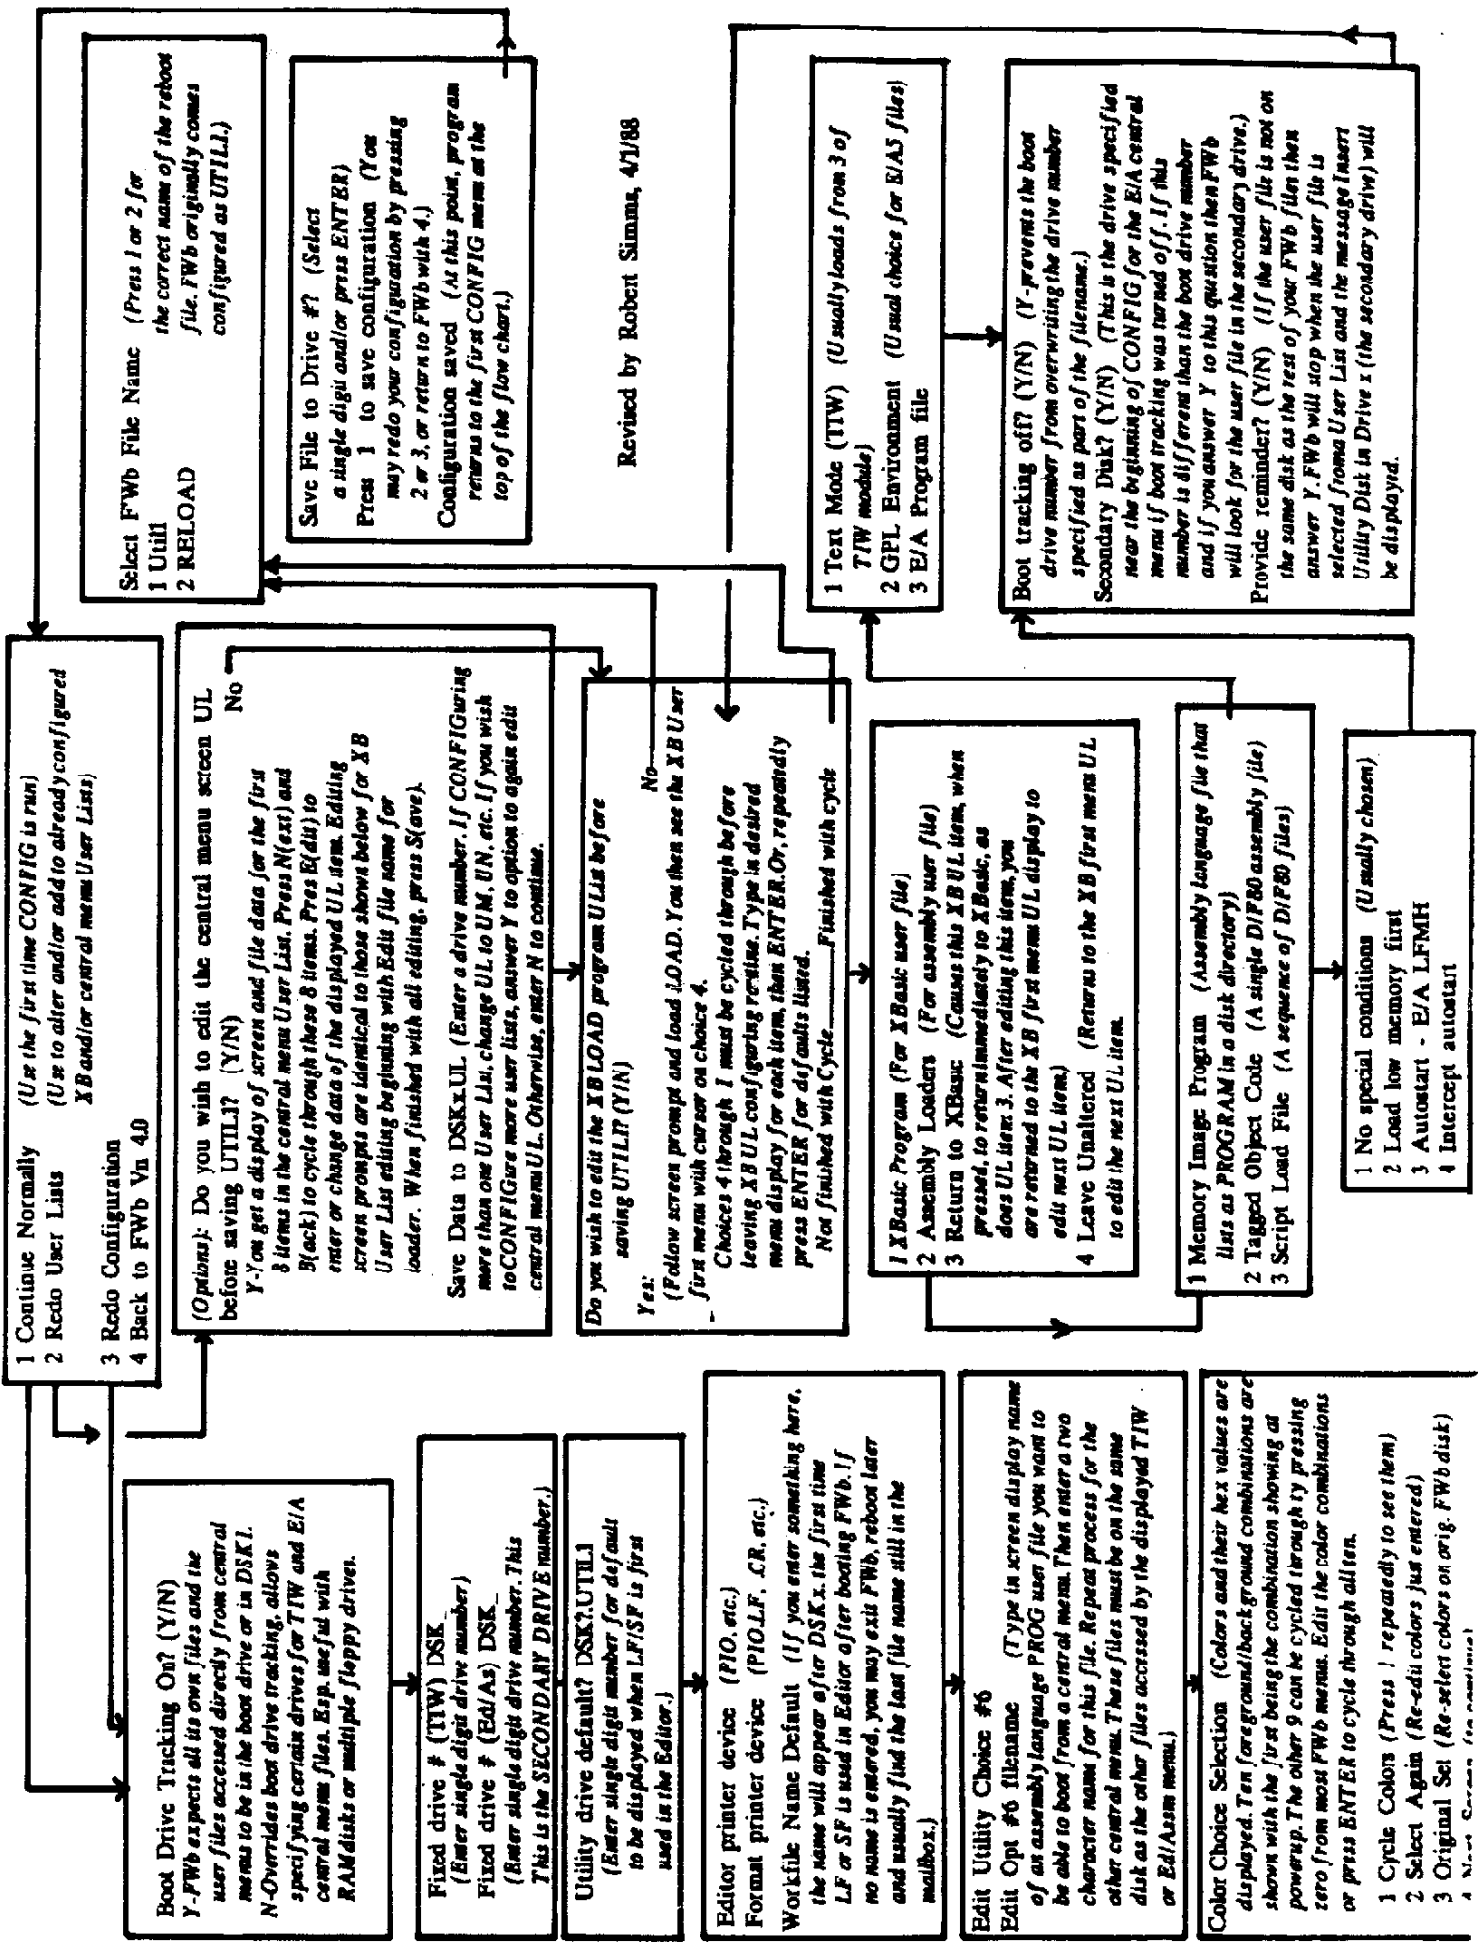 1 Continue Normally (Use the first time CONFIG is run)
2 Redo User Lists (Use to alter and/or add to already configured
XB and/or central menu User Lists)
3 Redo Configuration
4 Back to FWb Vn 4.0
Boot Drive Tracking On? (Y/N)
Y-FWb expects all its own files and the
user files accessed directly from central
menus to be in the boot drive or in DSK1.
N-Overrides boot drive tracking, allows
specifying certain drives for TIW and E/A
central menu files. Esp. useful with
RAMdisks or multiple floppy drives.
Fixed drive # (TIW) DSK_
(Enter single digit drive number)
Fixed drive # (Ed/As) DSK_
(Enter single digit drive number. This
This is the SECONDARY DRIVE number.)
Utility drive default? DSK?.UTIL1
(Enter single digit number for default
to be displayed when LF/SF is first
used in the Editor.)
Editor printer device (PIO, etc.)
Format printer device (PIO.LF, .CR, etc.)
Workfile Name Default (If you enter something here,
the name will appear after DSKx. the first time
LF or SF is used in Editor after booting FWb. If
no name is entered, you may exit FWb, reboot later
and usually find the last file name still in the
mailbox.)
Edit Utility Choice #6
Edit Opt #6 filename (Type in screen display name
of an assembly language PROG user file you want to
be able to boot from a central menu. Then enter a two
character name for this file. Repeat process for the
other central menu. These files must be on the same
disk as the other files accessed by the displayed TIW
or Ed/Assm menu.)
Color Choice Selection (Colors and their hex values are
displayed. Ten foreground/background combinations are
shown with the first being the combination showing at
powerup. The other 9 can be cycled through by pressing
zero from most FWb menus. Edit the color combinations
or press ENTER to cycle through all ten.
1 Cycle Colors (Press 1 repeatedly to see them)
2 Select Again (Re-edit colors just entered)
3 Original Sel (Re-select colors on orig. FWb disk)
(Options): Do you wish to edit the central menu screen UL
before saving UTIL1? (Y/N) No
Y-You get a display of screen and file data for the first
8 items in the central menu User List. Press N(ext) and
B(ack) to cycle through these 8 items. Pres E(dit) to
enter or change data of the displayed UL item. Editing
screen prompts are identical to those shown below for XB
User List editing beginning with Edit file name for
loader. When finished with all editing, press S(ave).
Save Data to DSKx.UL (Enter a drive number. If CONFIGuring
more than one User List, change UL to UM, UN, etc. If you wish
to CONFIGure more user lists, answer Y to option to again edit
central menu UL. Otherwise, enter N to continue.
Do you wish to edit the XB LOAD program UList before
saving UTIL1? (Y/N) No
Yes:
(Follow screen prompt and load LOAD. You then see the XB User
first menu with cursor on choice 4.
Choices 4 through I must be cycled through before
leaving XB UL configuring routine. Type in desired
menu display for each item, then ENTER. Or, repeatedly
press ENTER for defaults listed.
Not finished with Cycle Finished with cycle
1 XBasic Program (For XBasic user file)
2 Assembly Loaders (For assembly user file)
3 Return to XBasic (Causes this XB UL item, when
pressed, to return immediately to XBasic, as
does UL item 3. After editing this item, you
are returned to the XB first menu UL display to
edit next UL item.)
4 Leave Unaltered (Returns to the XB first menu UL
to edit the next UL item.
1 Memory Image Program (Assembly language file that
lists as PROGRAM in a disk directory)
2 Tagged Object Code (A single D/F80 assembly file)
3 Script Load File (A sequence of D/F80 files)
1 No special conditions (Usually chosen)
2 Load low memory first
3 Autostart - E/A LFMH
4 Intercept autostart
Select FWb File Name (Press 1 or 2 for
the correct name of the reboot
file. FWb originally comes
configured as UTIL1.)
1 Util1
2 RELOAD
Save File to Drive #? (Select
a single digit and/or press ENTER)
Press 1 to save configuration (You
may redo your configuration by pressing
2 or 3, or return to FWb with 4.)
Configuration saved (At this point, program
returns to the first CONFIG menu at the
top of the flow chart.)
Revised by Robert Simms, 4/1/88
1 Text Mode (TIW) (Usually loads from 3 of
TIW module)
2 GPL Environment (Usual choice for E/A5 files)
3 E/A Program file
Boot tracking off? (Y/N) (Y-prevents the boot
drive number from overwriting the drive number
specified as part of the filename.)
Secondary Disk? (Y/N) (This is the drive specified
near the beginning of CONFIG for the E/A central
menu if boot tracking was turned off. If this
number is different than the boot drive number
and if you answer Y to this question then FWb
will look for the user file in the secondary drive.)
Provide reminder? (Y/N) (If the user file is not on
the same disk as the rest of your FWb files then
answer Y. FWb will stop when the user file is
selected from a User List and the message Insert
Utility Disk in Drive x (the secondary drive) will
be displayed.